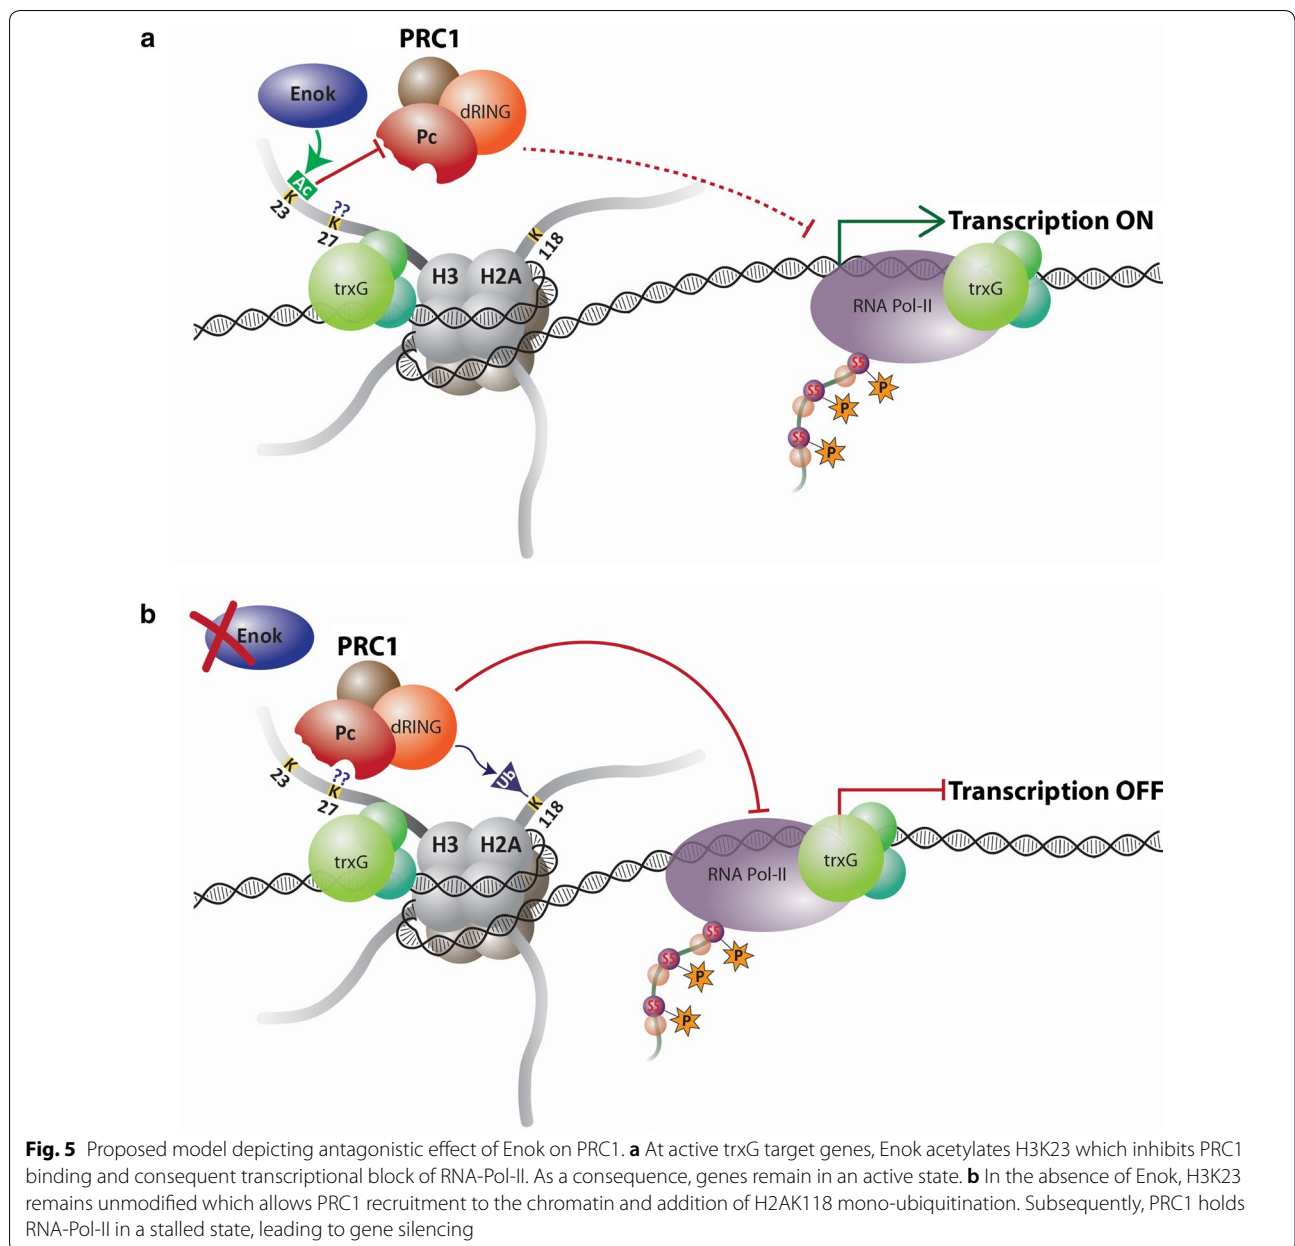 a
PRC1
Enok
dRING
Pc
Ac
K
23
??
K
27
K
118
Transcription ON
H3
H2A
trxG
RNA Pol-II
trxG
S5
P
S5
P
S5
P
b
Enok
PRC1
Pc
dRING
K
23
??
K
27
Ub
K
118
Transcription OFF
H3
H2A
trxG
RNA Pol-II
trxG
S5
P
S5
P
S5
P
Fig. 5 Proposed model depicting antagonistic effect of Enok on PRC1. a At active trxG target genes, Enok acetylates H3K23 which inhibits PRC1
binding and consequent transcriptional block of RNA-Pol-II. As a consequence, genes remain in an active state. b In the absence of Enok, H3K23
remains unmodified which allows PRC1 recruitment to the chromatin and addition of H2AK118 mono-ubiquitination. Subsequently, PRC1 holds
RNA-Pol-II in a stalled state, leading to gene silencing